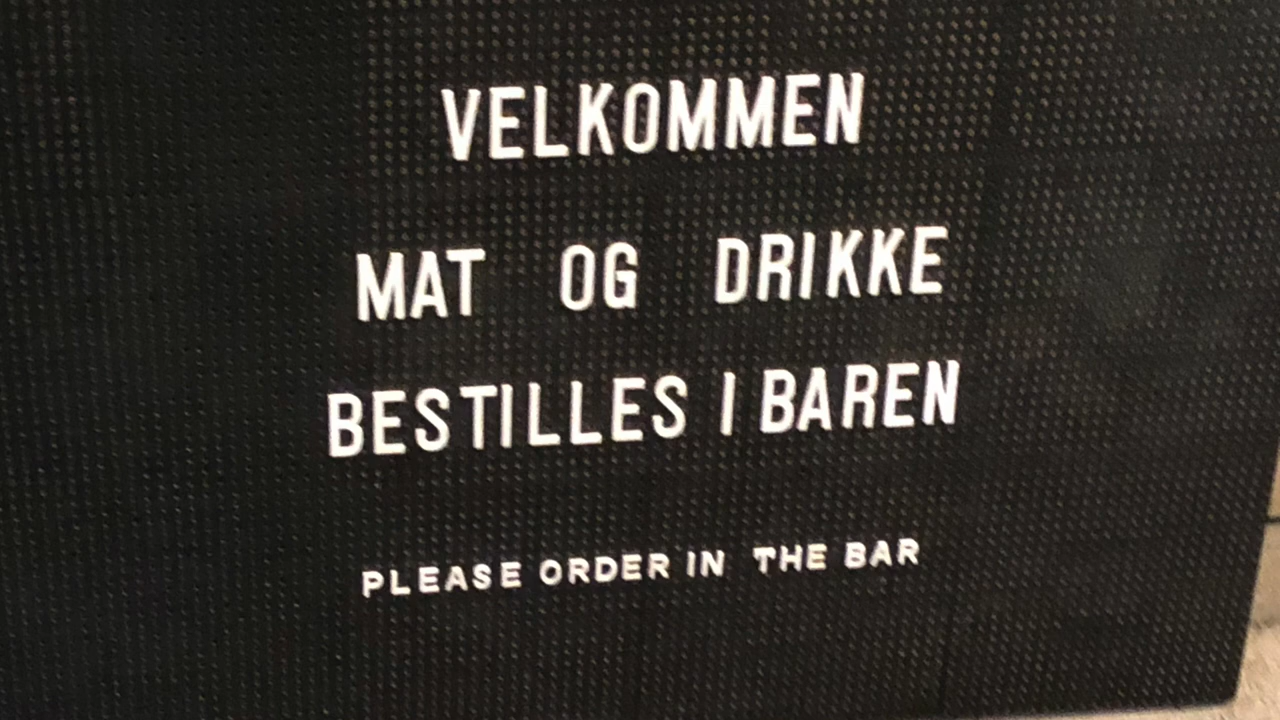 VELKOMMEN
MAT OG DRIKKE
BESTILLES I BAREN
PLEASE ORDER IN THE BAR